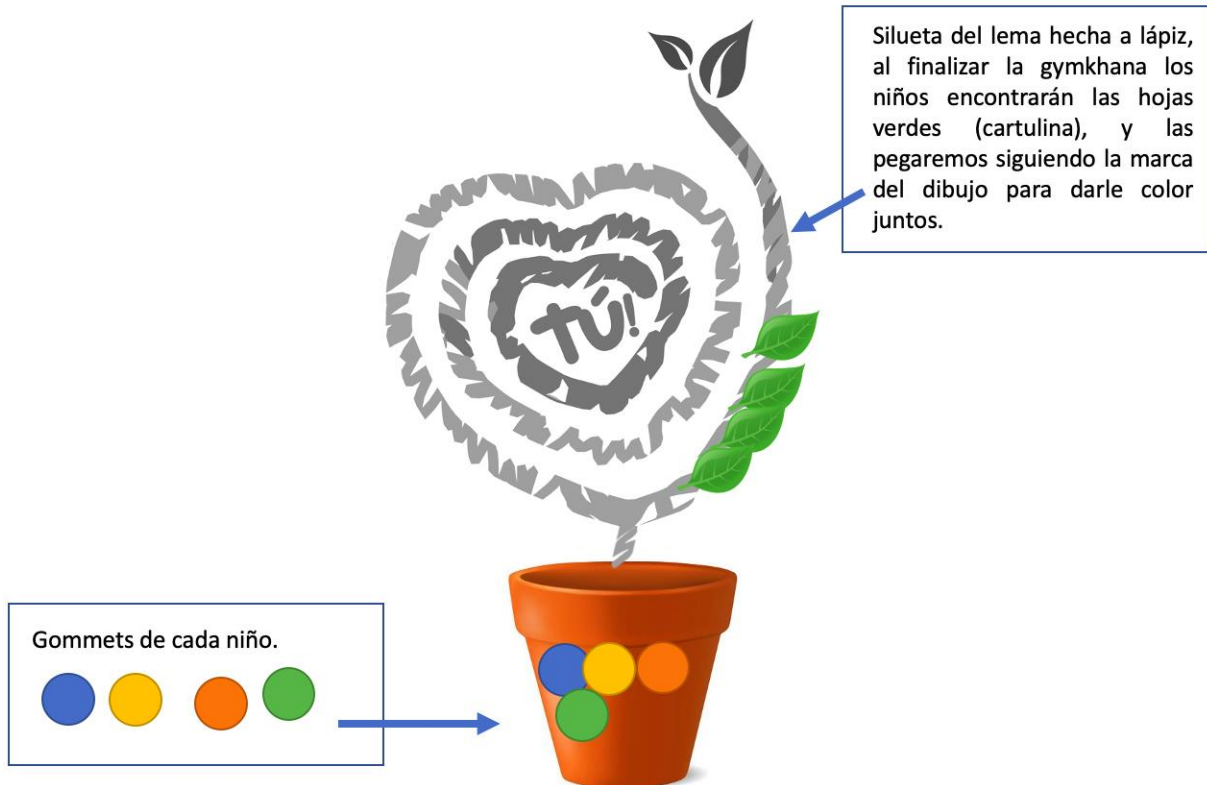 Silueta del lema hecha a lápiz,
al finalizar la gymkhana los
niños encontrarán las hojas
verdes (cartulina), y las
pegaremos siguiendo la marca
del dibujo para darle color
juntos.
TÚ!
Gommets de cada niño.